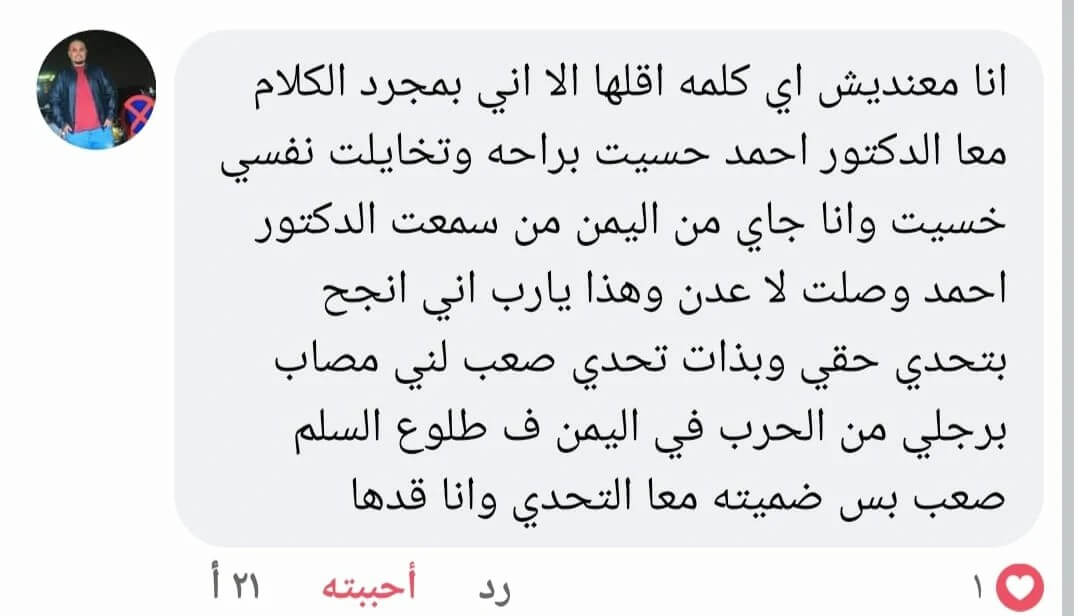 انا معنديش اي كلمه اقلها الا اني بمجرد الكلام
معا الدكتور احمد حسيت براحه وتخايلت نفسي
خسيت وانا جاي من اليمن من سمعت الدكتور
احمد وصلت لا عدن وهذا يارب اني انجح
بتحدي حقي وبذات تحدي صعب لني مصاب
برجلي من الحرب في اليمن ف طلوع السلم
صعب بس ضميته معا التحدي وانا قدها
١ رد أحببته ٢١ أ